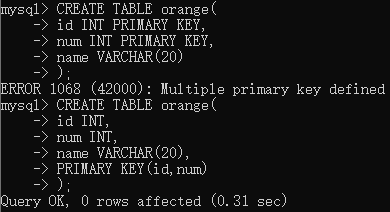 mysql> CREATE TABLE orange(
    -> id INT PRIMARY KEY,
    -> num INT PRIMARY KEY,
    -> name VARCHAR(20)
    -> );
ERROR 1068 (42000): Multiple primary key defined
mysql> CREATE TABLE orange(
    -> id INT,
    -> num INT,
    -> name VARCHAR(20),
    -> PRIMARY KEY(id,num)
    -> );
Query OK, 0 rows affected (0.31 sec)